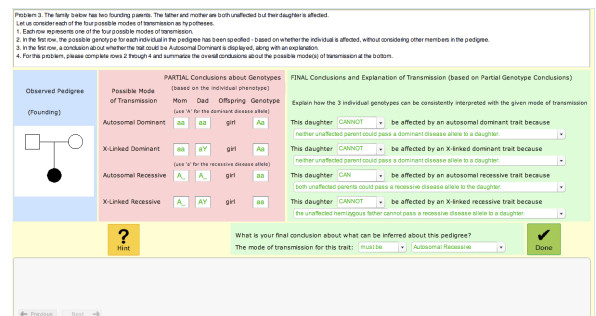 Problem 3. The family below has two founding parents. The father and mother are both unaffected but their daughter is affected.
Let us consider each of the four possible modes of transmission as hypotheses.
1. Each row represents one of the four possible modes of transmission.
2. In the first row, the possible genotype for each individual in the pedigree has been specified - based on whether the individual is affected, without considering other members in the pedigree.
3. In the first row, a conclusion about whether the trait could be Autosomal Dominant is displayed, along with an explanation.
4. For this problem, please complete rows 2 through 4 and summarize the overall conclusions about the possible mode(s) of transmission at the bottom.
Observed Pedigree
(Founding)
PARTIAL Conclusions about Genotypes
(based on the individual phenotype)
Possible Mode
of Transmission
Mom Dad Offspring Genotype
(use 'A' for the dominant disease allele)
Autosomal Dominant aa aa girl Aa
X-Linked Dominant aa aY girl Aa
(use 'a' for the recessive disease allele)
Autosomal Recessive A_ A_ girl aa
X-Linked Recessive A_ AY girl aa
FINAL Conclusions and Explanation of Transmission (based on Partial Genotype Conclusions)
Explain how the 3 individual genotypes can be consistently interpreted with the given mode of transmission
This daughter CANNOT be affected by an autosomal dominant trait because
neither unaffected parent could pass a dominant disease allele to a daughter.
This daughter CANNOT be affected by an X-linked dominant trait because
neither unaffected parent could pass a dominant disease allele to a daughter.
This daughter CAN be affected by an autosomal recessive trait because
both unaffected parents could pass a recessive disease allele to the daughter.
This daughter CANNOT be affected by an X-linked recessive trait because
the unaffected hemizygous father cannot pass a recessive disease allele to a daughter.
?
Hint
What is your final conclusion about what can be inferred about this pedigree?
The mode of transmission for this trait: must be Autosomal Recessive
Done
Previous Next